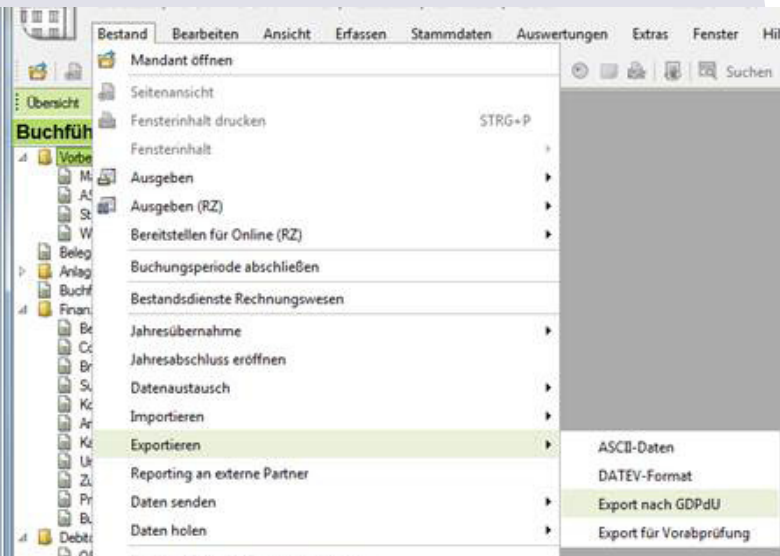 Bestand Bearbeiten Ansicht Erfassen Stammdaten Auswertungen Extras Fenster
Mandant öffnen
Suchen
Übersicht
Seitenansicht
Fensterinhalt drucken STRG+P
Fensterinhalt
Ausgeben
Ausgeben (RZ)
Bereitstellen für Online (RZ)
Buchungsperiode abschließen
Bestandsdienste Rechnungswesen
Jahresübernahme
Jahresabschluss eröffnen
Datenaustausch
Importieren
Exportieren
ASCII-Daten
Reporting an externe Partner
DATEV-Format
Daten senden
Export nach GDPdU
Daten holen
Export für Vorabprüfung